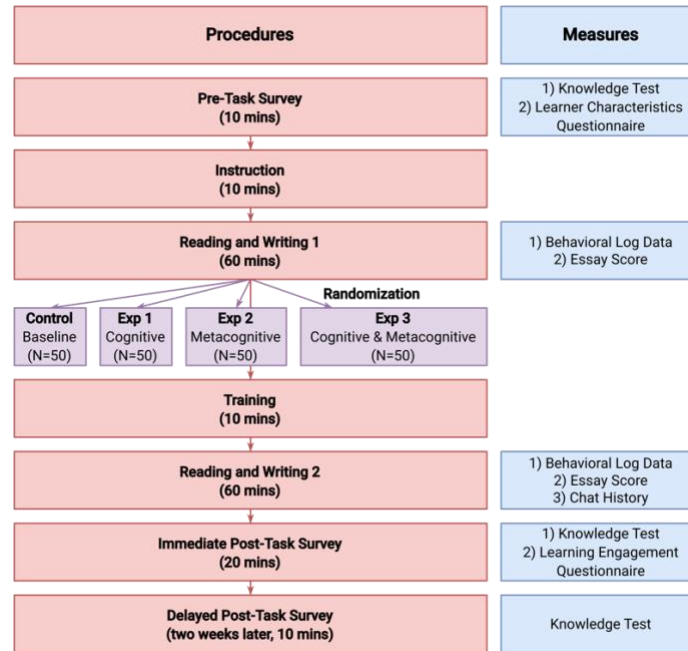 Procedures
Measures
Pre-Task Survey
(10 mins)
1) Knowledge Test
2) Learner Characteristics
Questionnaire
Instruction
(10 mins)
Reading and Writing 1
(60 mins)
1) Behavioral Log Data
2) Essay Score
Randomization
Control
Baseline
(N=50)
Exp 1
Cognitive
(N=50)
Exp 2
Metacognitive
(N=50)
Exp 3
Cognitive & Metacognitive
(N=50)
Training
(10 mins)
Reading and Writing 2
(60 mins)
1) Behavioral Log Data
2) Essay Score
3) Chat History
Immediate Post-Task Survey
(20 mins)
1) Knowledge Test
2) Learning Engagement
Questionnaire
Delayed Post-Task Survey
(two weeks later, 10 mins)
Knowledge Test